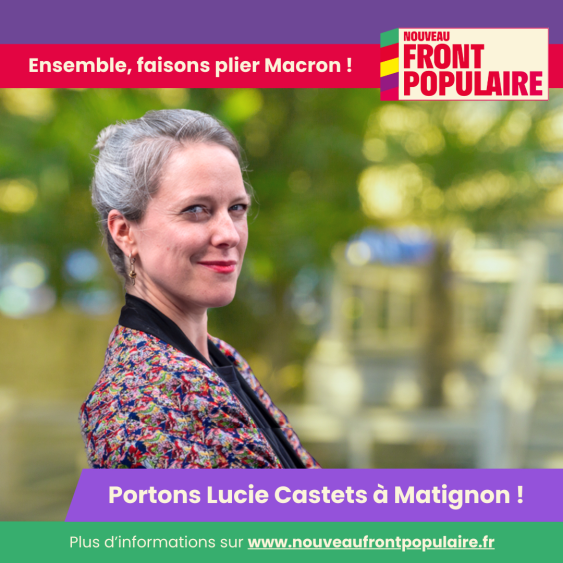 Ensemble, faisons plier Macron !
NOUVEAU
FRONT
POPULAIRE
Portons Lucie Castets à Matignon !
Plus d’informations sur www.nouveaufrontpopulaire.fr